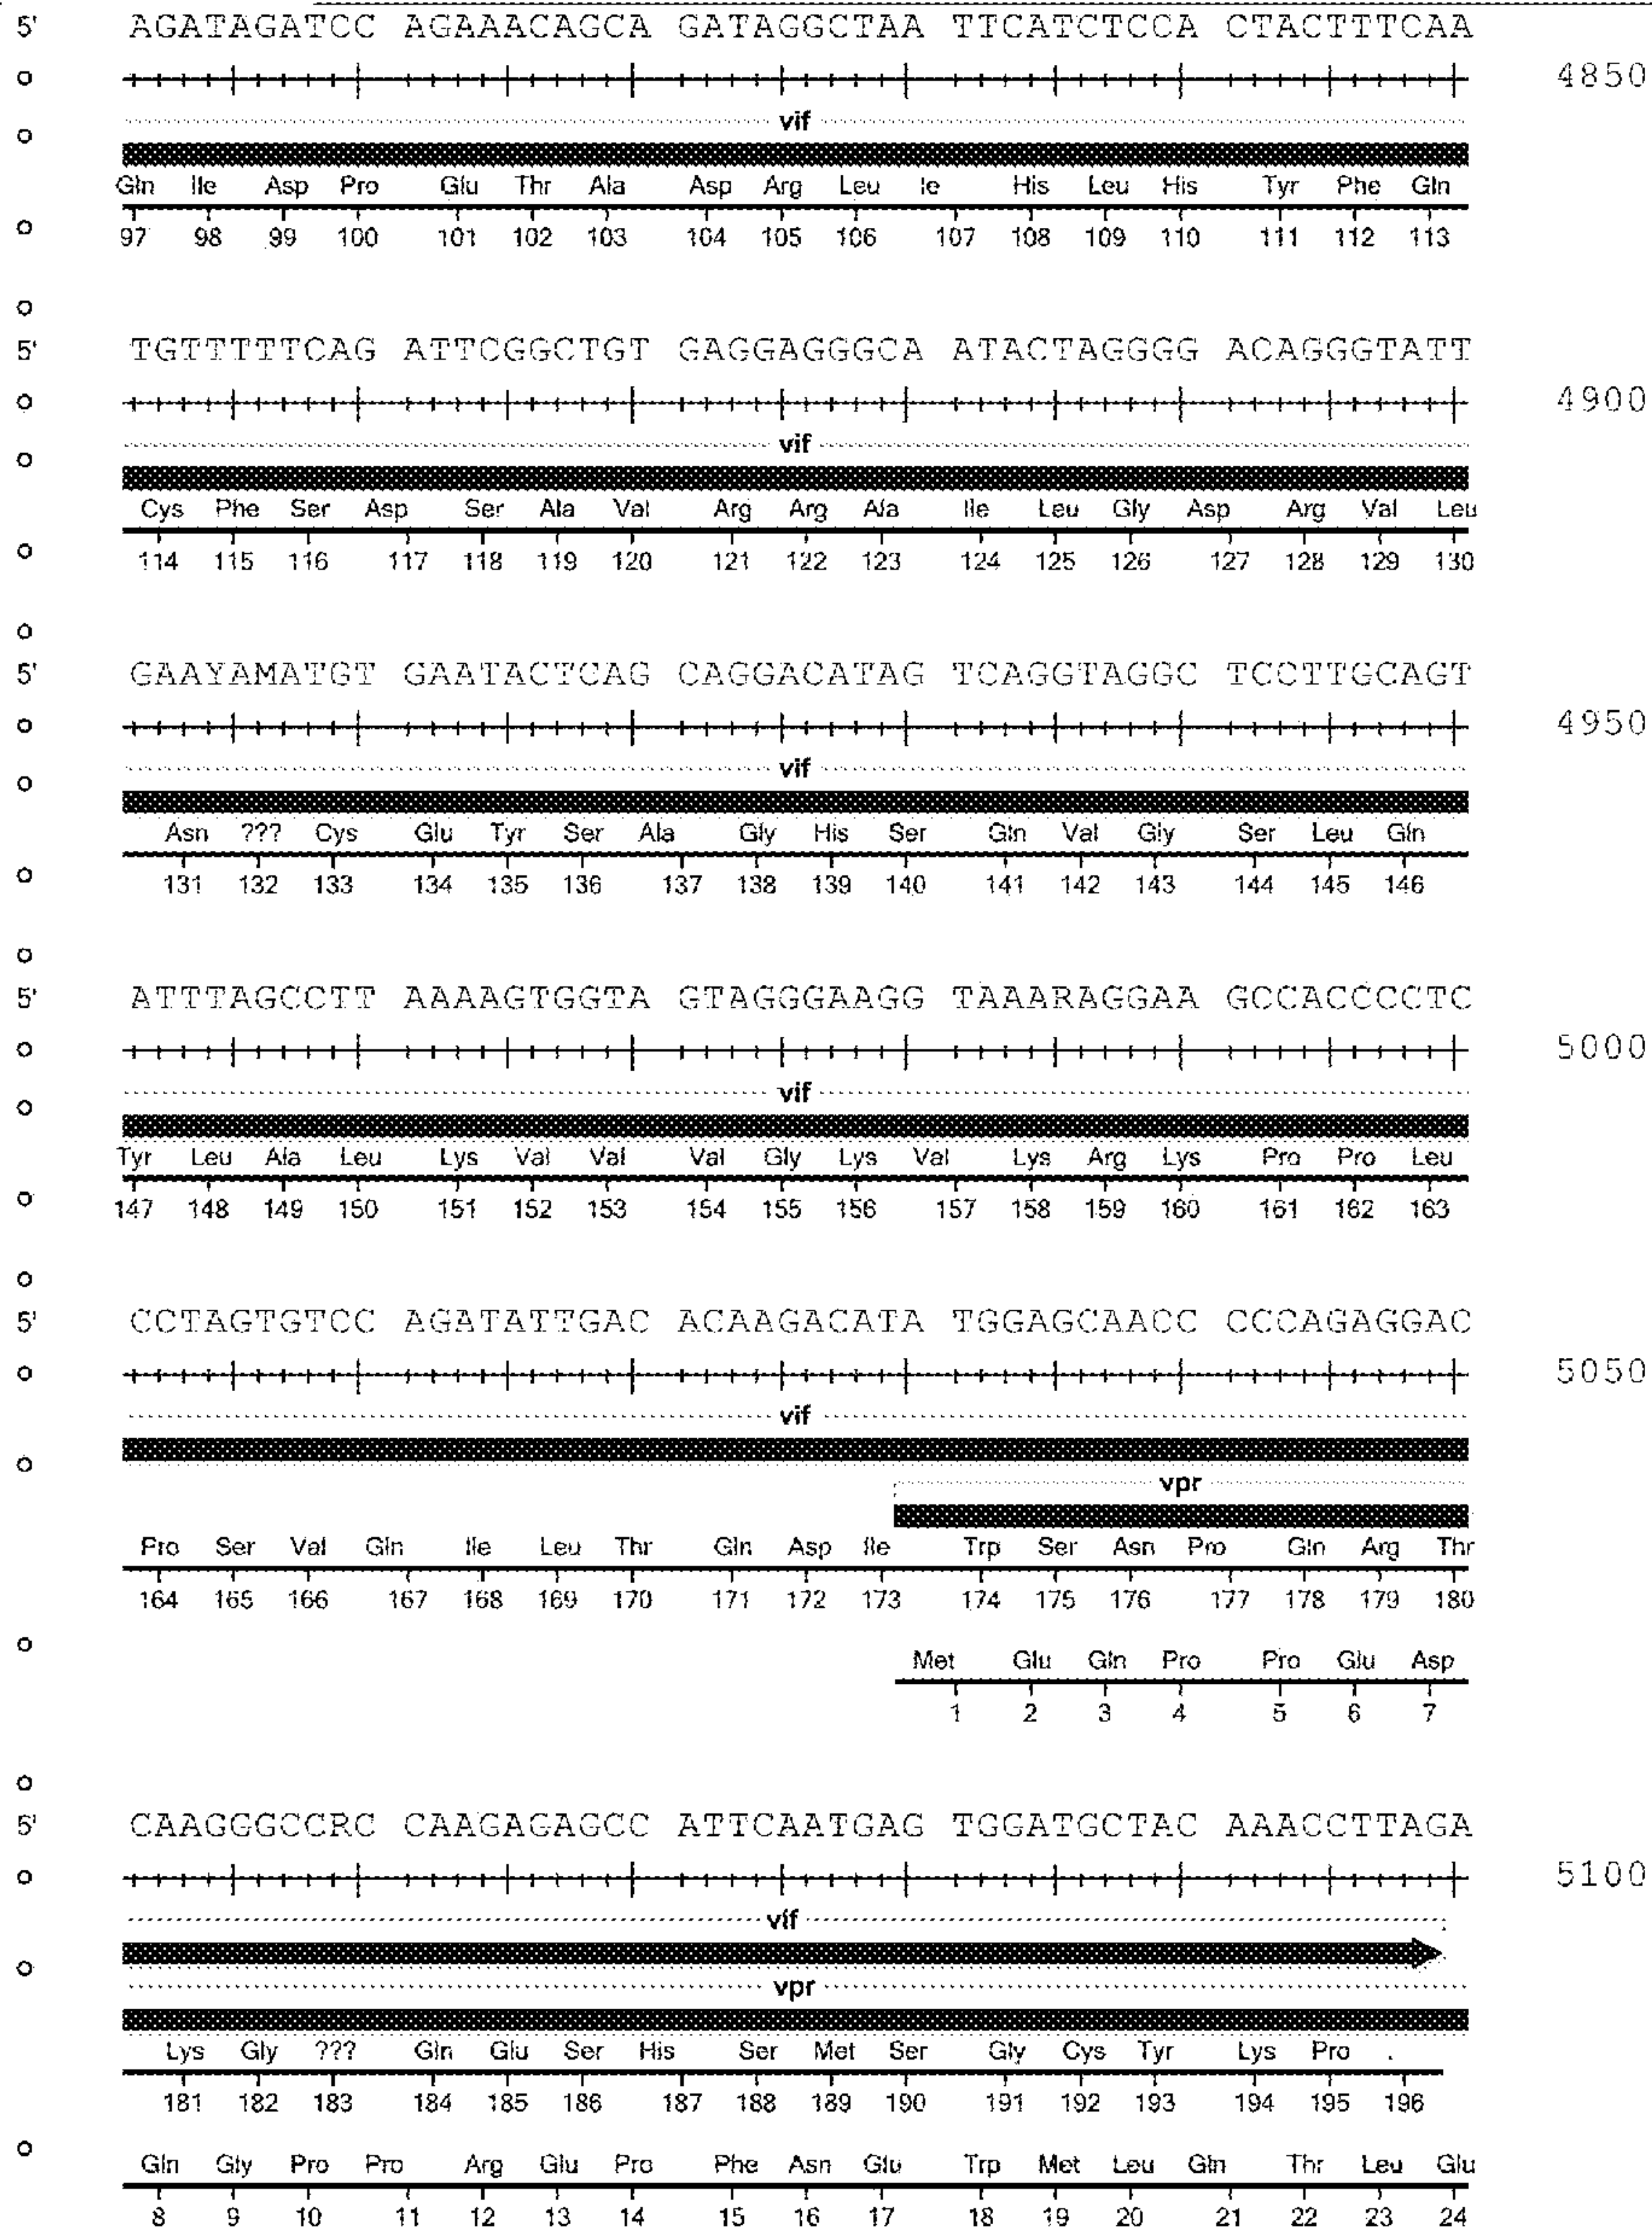 5' AGATAGATCC AGAAACAGCA GATAGGCTAA TTCATCTCCA CTACTTTCAA
o 4850
vif
o
Gln Ile Asp Pro Glu Thr Ala Asp Arg Leu Ie His Leu His Tyr Phe Gln
o 97 98 99 100 101 102 103 104 105 106 107 108 109 110 111 112 113
o
5' TGTTTTTCAG ATTCGGCTGT GAGGAGGGCA ATACTAGGGG ACAGGGTATT
o 4900
vif
o
Cys Phe Ser Asp Ser Ala Val Arg Arg Ala Ile Leu Gly Asp Arg Val Leu
o 114 115 116 117 118 119 120 121 122 123 124 125 126 127 128 129 130
o
5' GAAYAMATGT GAATACTCAG CAGGACATAG TCAGGTAGGC TCCTTGCAGT
o 4950
vif
o
Asn ??? Cys Glu Tyr Ser Ala Gly His Ser Gln Val Gly Ser Leu Gln
o 131 132 133 134 135 136 137 138 139 140 141 142 143 144 145 146
o
5' ATTTAGCCTT AAAAGTGGTA GTAGGGAAGG TAAARAGGAA GCCACCCCTC
o 5000
vif
o
Tyr Leu Ala Leu Lys Val Val Val Gly Lys Val Lys Arg Lys Pro Pro Leu
o 147 148 149 150 151 152 153 154 155 156 157 158 159 160 161 162 163
o
5' CCTAGTGTCC AGATATTGAC ACAAGACATA TGGAGCAACC CCCAGAGGAC
o 5050
vif
o
vpr
Pro Ser Val Gln Ile Leu Thr Gln Asp Ile Trp Ser Asn Pro Gln Arg Thr
164 165 166 167 168 169 170 171 172 173 174 175 176 177 178 179 180
o
Met Glu Gln Pro Pro Glu Asp
1 2 3 4 5 6 7
o
5' CAAGGGCCRC CAAGAGAGCC ATTCAATGAG TGGATGCTAC AAACCTTAGA
o 5100
vif
o
vpr
Lys Gly ??? Gln Glu Ser His Ser Met Ser Gly Cys Tyr Lys Pro .
181 182 183 184 185 186 187 188 189 190 191 192 193 194 195 196
o
Gln Gly Pro Pro Arg Glu Pro Phe Asn Glu Trp Met Leu Gln Thr Leu Glu
8 9 10 11 12 13 14 15 16 17 18 19 20 21 22 23 24